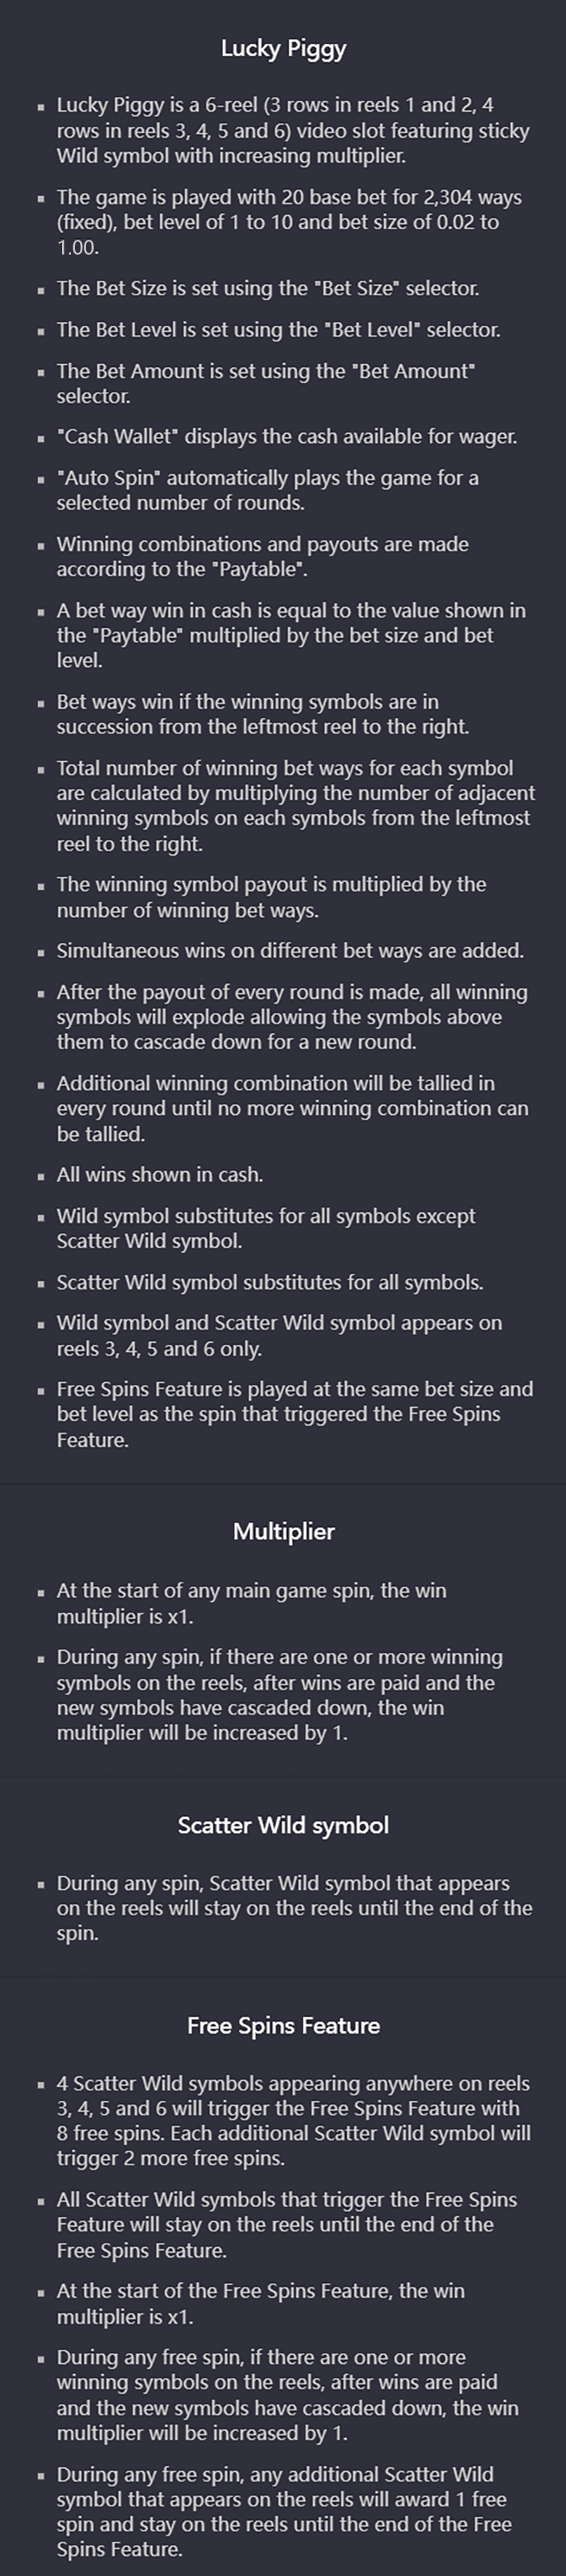 Lucky Piggy
▪ Lucky Piggy is a 6-reel (3 rows in reels 1 and 2, 4
rows in reels 3, 4, 5 and 6) video slot featuring sticky
Wild symbol with increasing multiplier.
▪ The game is played with 20 base bet for 2,304 ways
(fixed), bet level of 1 to 10 and bet size of 0.02 to
1.00.
▪ The Bet Size is set using the "Bet Size" selector.
▪ The Bet Level is set using the "Bet Level" selector.
▪ The Bet Amount is set using the "Bet Amount"
selector.
▪ "Cash Wallet" displays the cash available for wager.
▪ "Auto Spin" automatically plays the game for a
selected number of rounds.
▪ Winning combinations and payouts are made
according to the "Paytable".
▪ A bet way win in cash is equal to the value shown in
the "Paytable" multiplied by the bet size and bet
level.
▪ Bet ways win if the winning symbols are in
succession from the leftmost reel to the right.
▪ Total number of winning bet ways for each symbol
are calculated by multiplying the number of adjacent
winning symbols on each symbols from the leftmost
reel to the right.
▪ The winning symbol payout is multiplied by the
number of winning bet ways.
▪ Simultaneous wins on different bet ways are added.
▪ After the payout of every round is made, all winning
symbols will explode allowing the symbols above
them to cascade down for a new round.
▪ Additional winning combination will be tallied in
every round until no more winning combination can
be tallied.
▪ All wins shown in cash.
▪ Wild symbol substitutes for all symbols except
Scatter Wild symbol.
▪ Scatter Wild symbol substitutes for all symbols.
▪ Wild symbol and Scatter Wild symbol appears on
reels 3, 4, 5 and 6 only.
▪ Free Spins Feature is played at the same bet size and
bet level as the spin that triggered the Free Spins
Feature.
Multiplier
▪ At the start of any main game spin, the win
multiplier is x1.
▪ During any spin, if there are one or more winning
symbols on the reels, after wins are paid and the
new symbols have cascaded down, the win
multiplier will be increased by 1.
Scatter Wild symbol
▪ During any spin, Scatter Wild symbol that appears
on the reels will stay on the reels until the end of the
spin.
Free Spins Feature
▪ 4 Scatter Wild symbols appearing anywhere on reels
3, 4, 5 and 6 will trigger the Free Spins Feature with
8 free spins. Each additional Scatter Wild symbol will
trigger 2 more free spins.
▪ All Scatter Wild symbols that trigger the Free Spins
Feature will stay on the reels until the end of the
Free Spins Feature.
▪ At the start of the Free Spins Feature, the win
multiplier is x1.
▪ During any free spin, if there are one or more
winning symbols on the reels, after wins are paid
and the new symbols have cascaded down, the win
multiplier will be increased by 1.
▪ During any free spin, any additional Scatter Wild
symbol that appears on the reels will award 1 free
spin and stay on the reels until the end of the Free
Spins Feature.